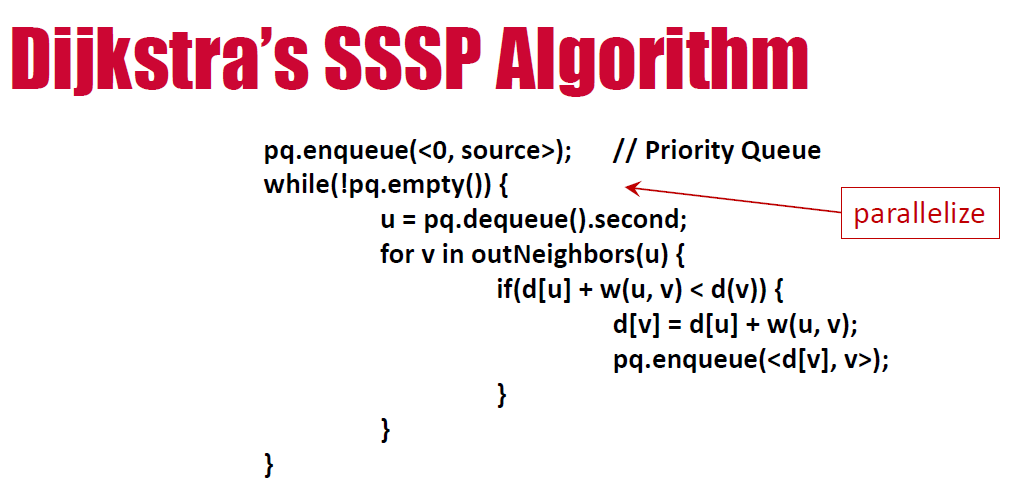 Dijkstra’s SSSP Algorithm
pq.enqueue(<0, source>); // Priority Queue
while(!pq.empty()) {
parallelize
u = pq.dequeue().second;
for v in outNeighbors(u) {
if(d[u] + w(u, v) < d(v)) {
d[v] = d[u] + w(u, v);
pq.enqueue(<d[v], v>);
}
}
}